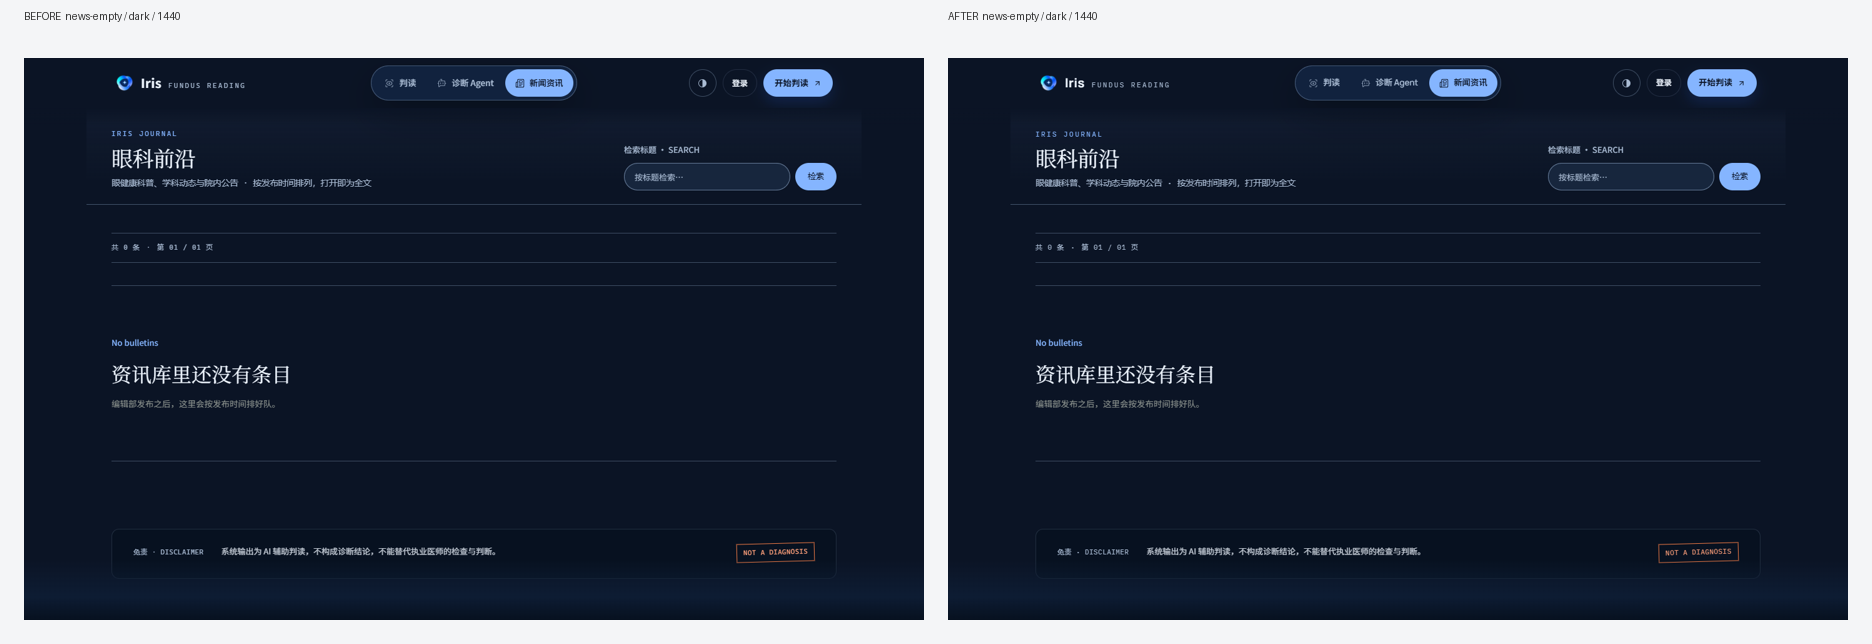 BEFORE news-empty / dark / 1440
Iris FUNDUS READING 判读 诊断 Agent 新闻资讯 登录 开始判读
IRIS JOURNAL
眼科前沿
眼健康科普、学科动态与院内公告 · 按发布时间排列，打开即为全文
检索标题 · SEARCH
按标题检索… 检索
共 0 条 · 第 01 / 01 页
No bulletins
资讯库里还没有条目
编辑部发布之后，这里会按发布时间排好队。
免责 · DISCLAIMER 系统输出为 AI 辅助判读，不构成诊断结论，不能替代执业医师的检查与判断。 NOT A DIAGNOSIS
AFTER news-empty / dark / 1440
Iris FUNDUS READING 判读 诊断 Agent 新闻资讯 登录 开始判读
IRIS JOURNAL
眼科前沿
眼健康科普、学科动态与院内公告 · 按发布时间排列，打开即为全文
检索标题 · SEARCH
按标题检索… 检索
共 0 条 · 第 01 / 01 页
No bulletins
资讯库里还没有条目
编辑部发布之后，这里会按发布时间排好队。
免责 · DISCLAIMER 系统输出为 AI 辅助判读，不构成诊断结论，不能替代执业医师的检查与判断。 NOT A DIAGNOSIS